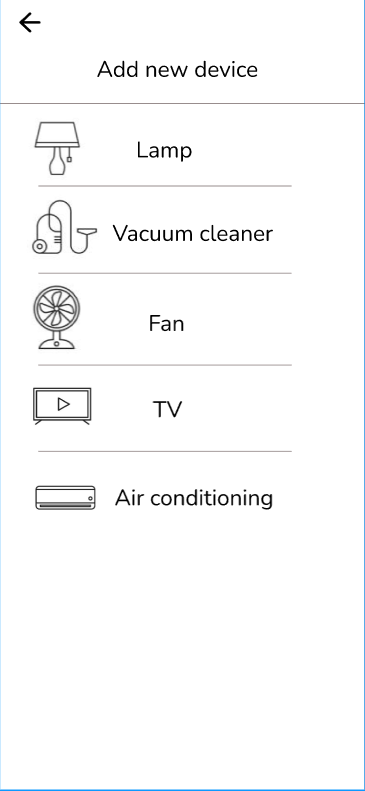 Add new device
Lamp
Vacuum cleaner
Fan
TV
Air conditioning